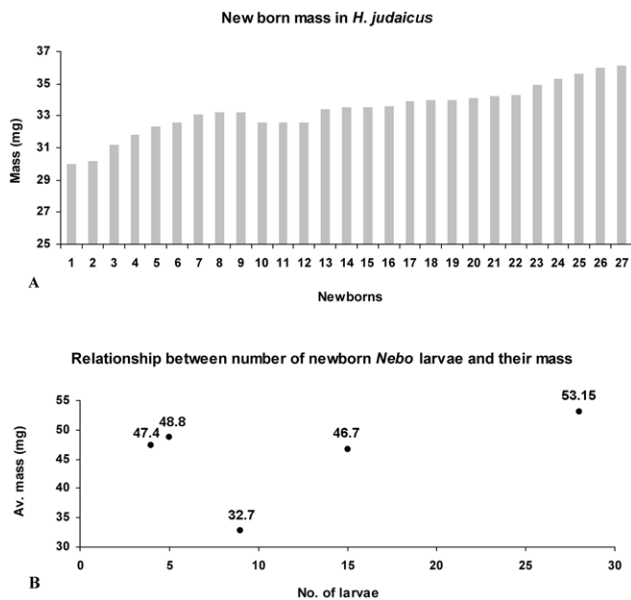 New born mass in H. judaicus
37
35
33
31
29
27
25
Mass (mg)
1 2 3 4 5 6 7 8 9 10 11 12 13 14 15 16 17 18 19 20 21 22 23 24 25 26 27
A
Newborns
Relationship between number of newborn Nebo larvae and their mass
55
50
45
40
35
30
Av. mass (mg)
53.15
48.8
47.4
46.7
32.7
0 5 10 15 20 25 30
B
No. of larvae